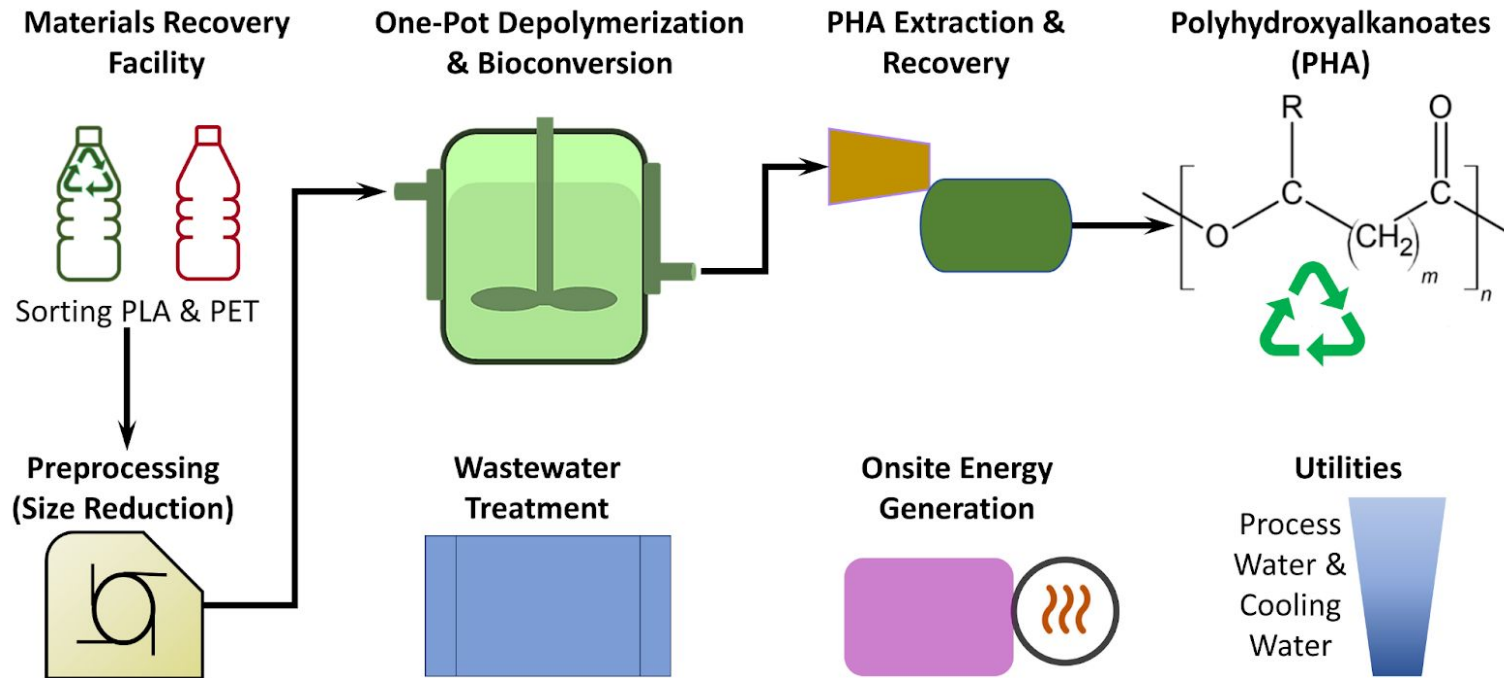 Materials Recovery
Facility
One-Pot Depolymerization
& Bioconversion
PHA Extraction &
Recovery
Polyhydroxyalkanoates
(PHA)
R
O
C
C
O
(CH2)
m
n
Sorting PLA & PET
Preprocessing
(Size Reduction)
Wastewater
Treatment
Onsite Energy
Generation
Utilities
Process
Water &
Cooling
Water